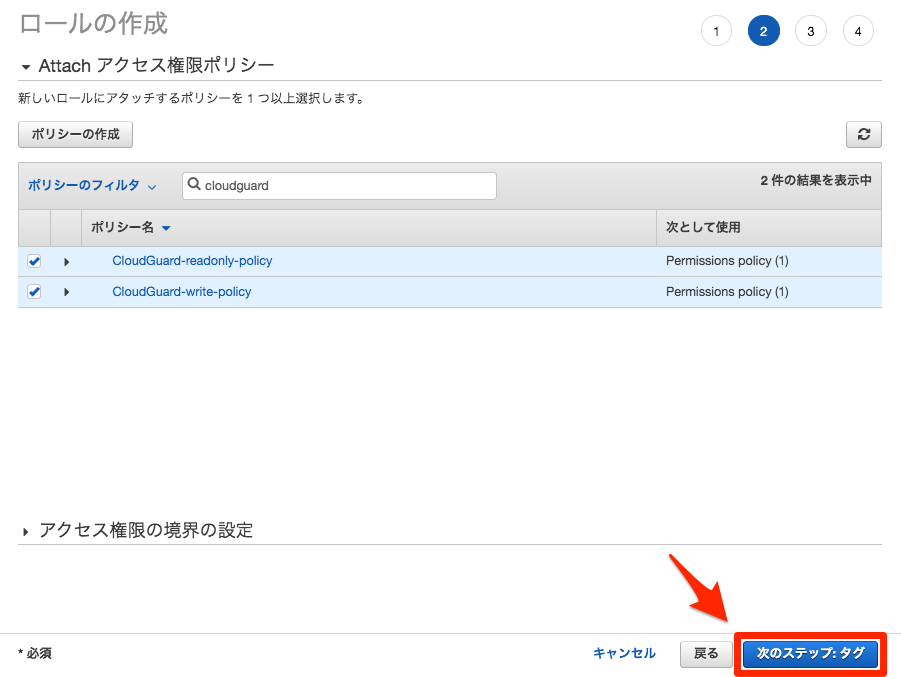 ロールの作成
1 2 3 4
Attach アクセス権限ポリシー
新しいロールにアタッチするポリシーを 1 つ以上選択します。
ポリシーの作成
ポリシーのフィルタ cloudguard 2 件の結果を表示中
ポリシー名 次として使用
CloudGuard-readonly-policy Permissions policy (1)
CloudGuard-write-policy Permissions policy (1)
アクセス権限の境界の設定
* 必須 キャンセル 戻る 次のステップ: タグ